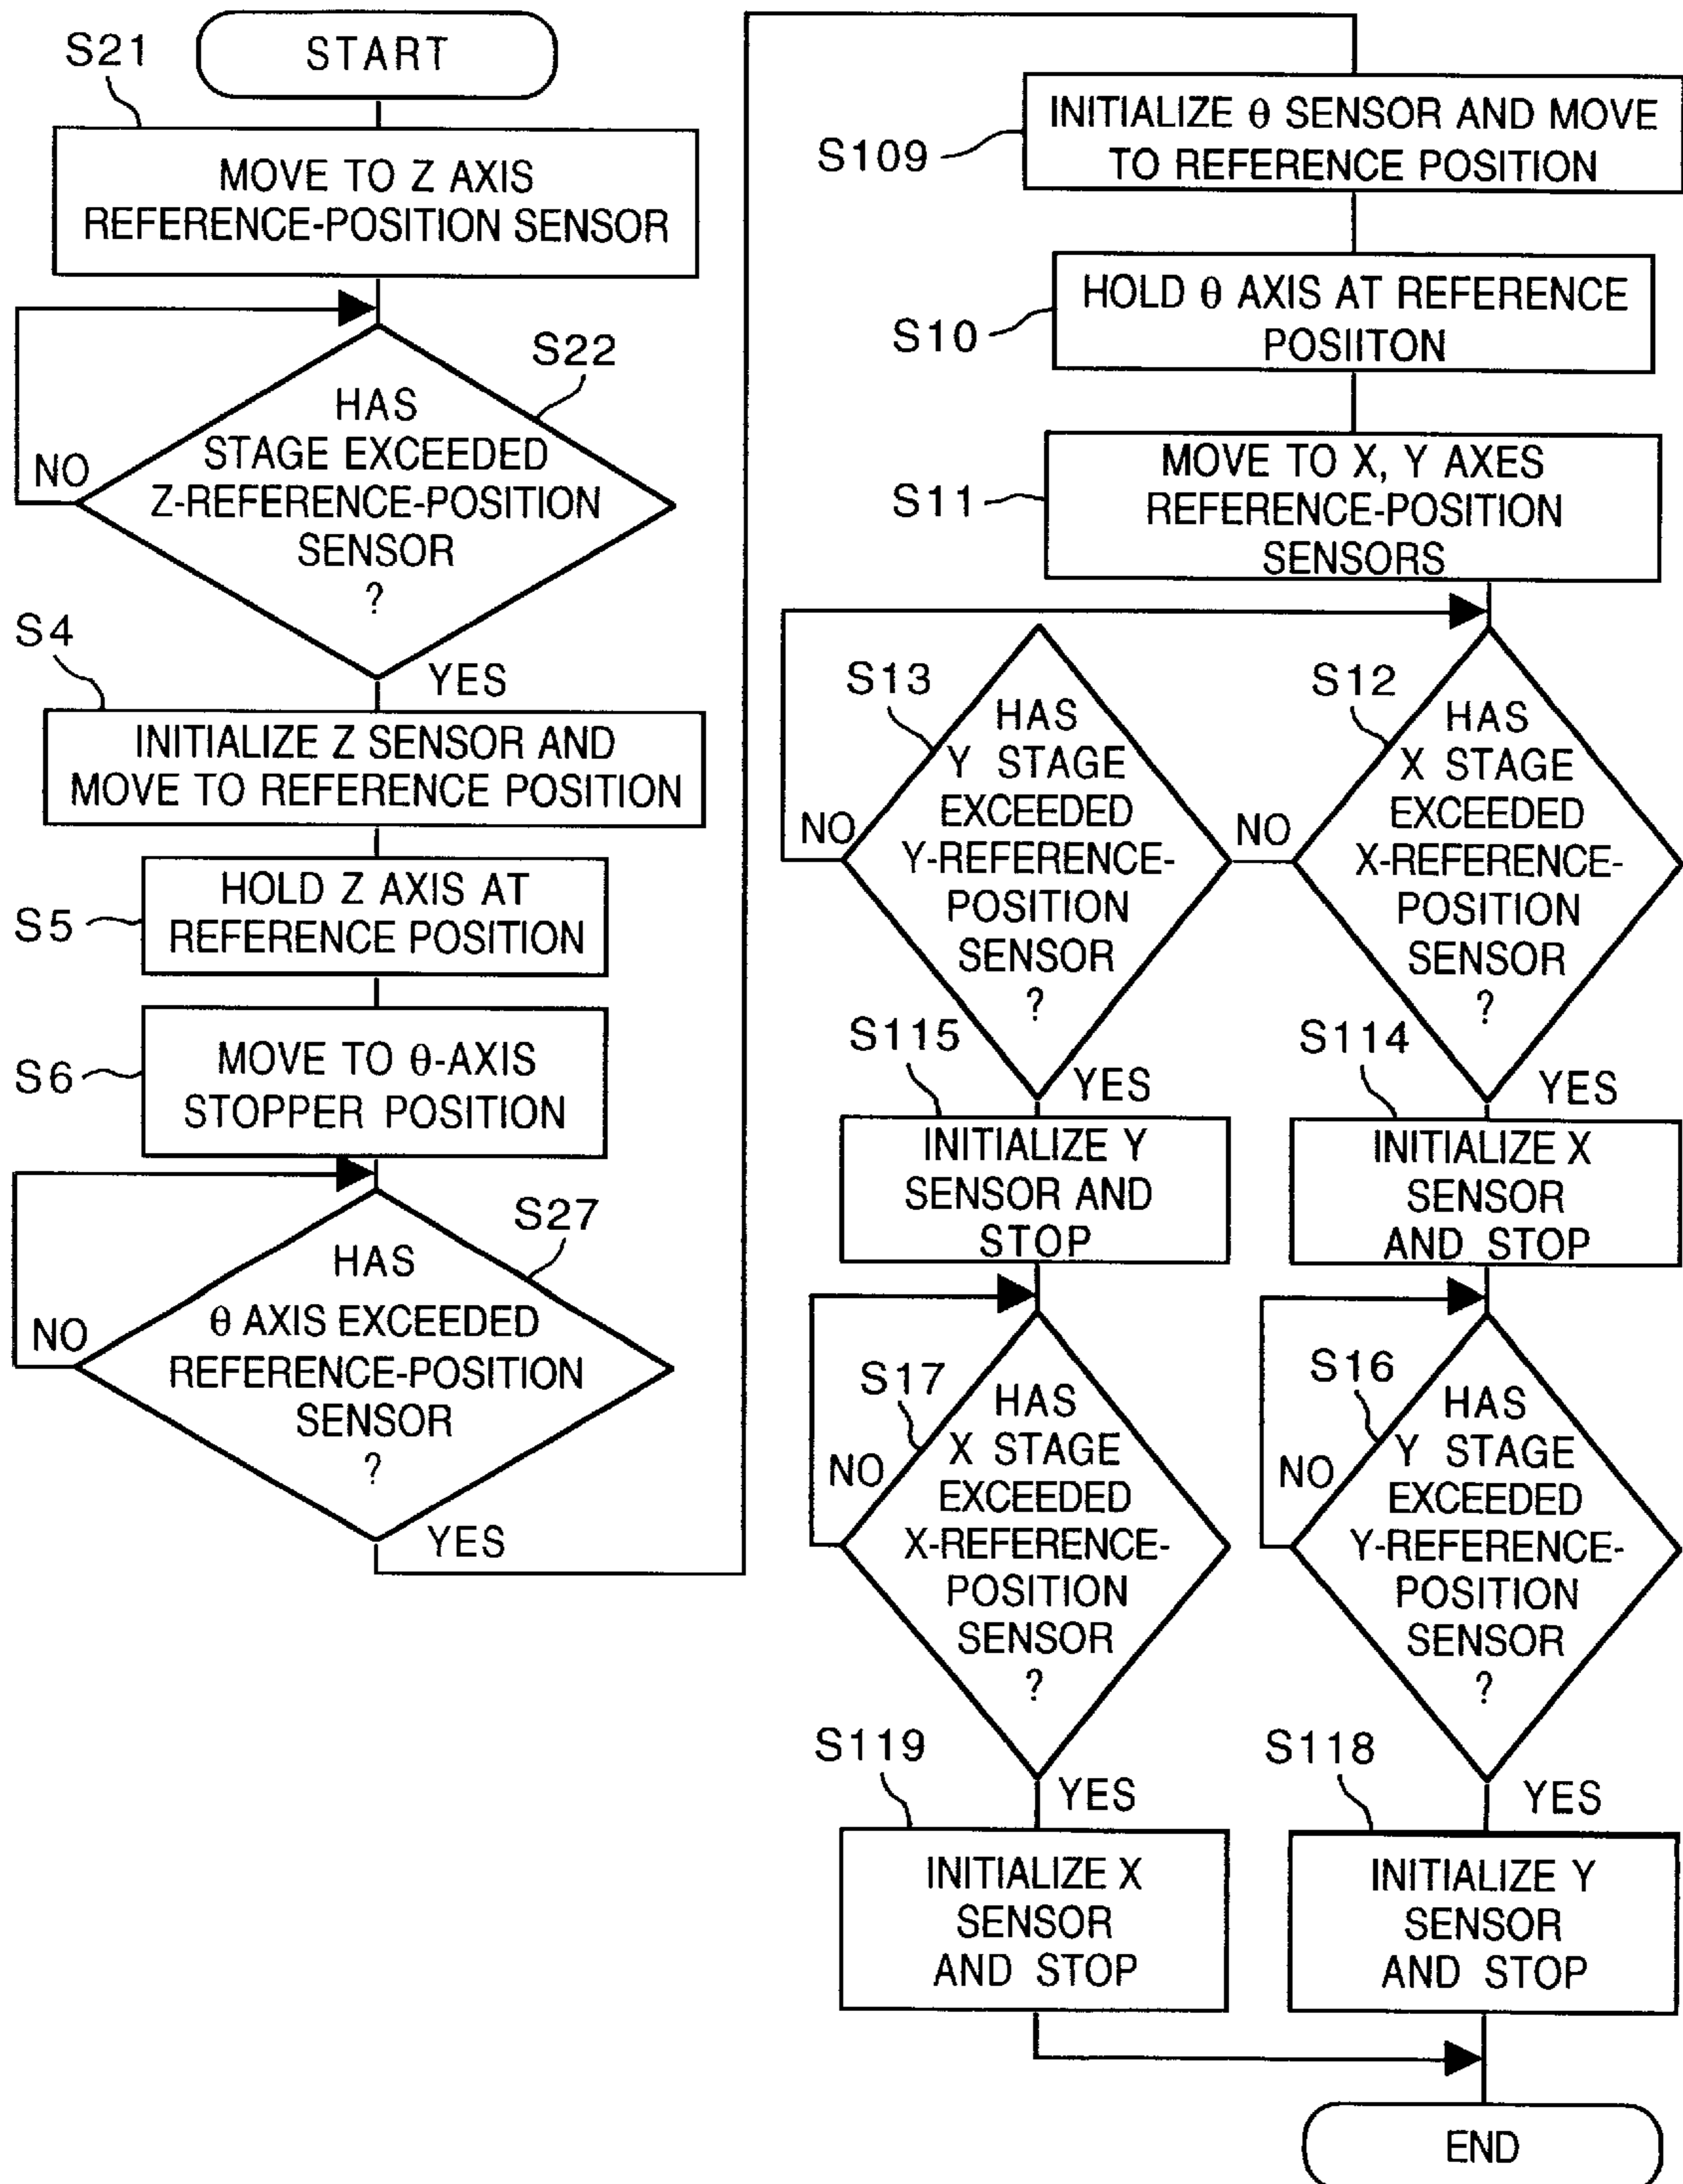 START
S21
MOVE TO Z AXIS
REFERENCE-POSITION SENSOR
S22
HAS
STAGE EXCEEDED
Z-REFERENCE-POSITION
SENSOR
?
NO
YES
S4
INITIALIZE Z SENSOR AND
MOVE TO REFERENCE POSITION
S5
HOLD Z AXIS AT
REFERENCE POSITION
S6
MOVE TO θ-AXIS
STOPPER POSITION
S27
HAS
θ AXIS EXCEEDED
REFERENCE-POSITION
SENSOR
?
NO
YES
S109
INITIALIZE θ SENSOR AND MOVE
TO REFERENCE POSITION
S10
HOLD θ AXIS AT REFERENCE
POSIITON
S11
MOVE TO X, Y AXES
REFERENCE-POSITION
SENSORS
S12
HAS
X STAGE
EXCEEDED
X-REFERENCE-
POSITION
SENSOR
?
NO
YES
S13
HAS
Y STAGE
EXCEEDED
Y-REFERENCE-
POSITION
SENSOR
?
NO
YES
S115
INITIALIZE Y
SENSOR AND
STOP
S114
INITIALIZE X
SENSOR
AND STOP
S17
HAS
X STAGE
EXCEEDED
X-REFERENCE-
POSITION
SENSOR
?
NO
YES
S16
HAS
Y STAGE
EXCEEDED
Y-REFERENCE-
POSITION
SENSOR
?
NO
YES
S119
INITIALIZE X
SENSOR
AND STOP
S118
INITIALIZE Y
SENSOR
AND STOP
END